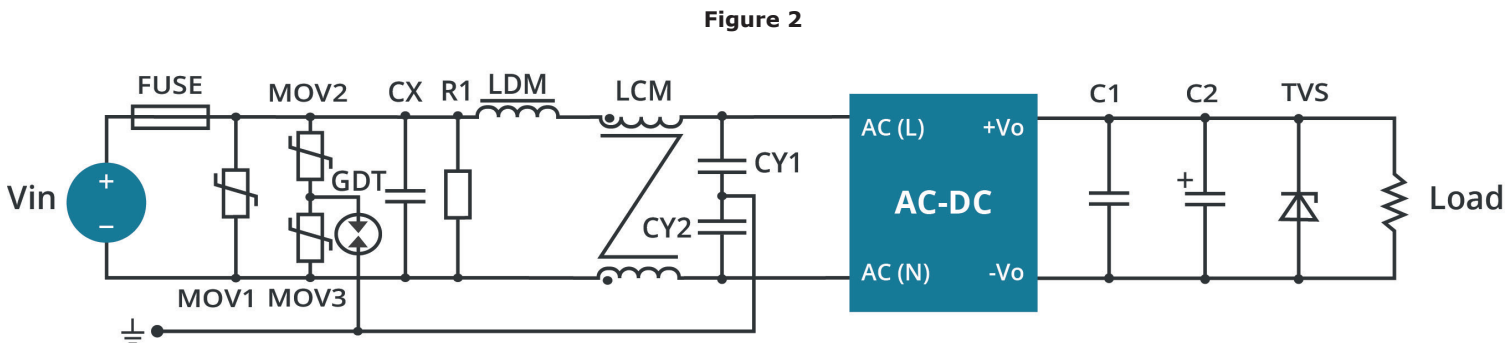 Figure 2
FUSE
MOV2
CX
R1
LDM
LCM
C1
C2
TVS
AC (L)
+Vo
CY1
GDT
Vin
+
−
AC-DC
+
Load
CY2
AC (N)
-Vo
MOV1
MOV3